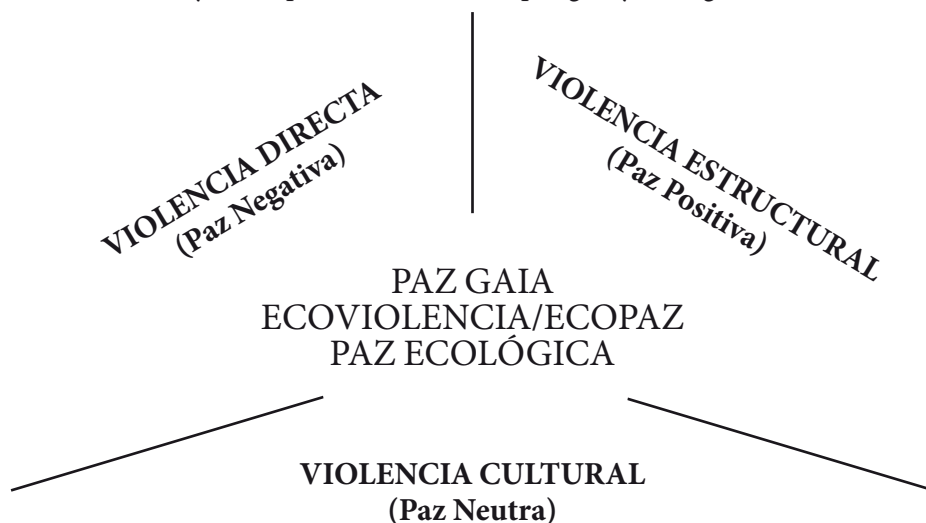 VIOLENCIA DIRECTA
(Paz Negativa)
VIOLENCIA ESTRUCTURAL
(Paz Positiva)
PAZ GAIA
ECOVIOLENCIA/ECOPAZ
PAZ ECOLÓGICA
VIOLENCIA CULTURAL
(Paz Neutra)